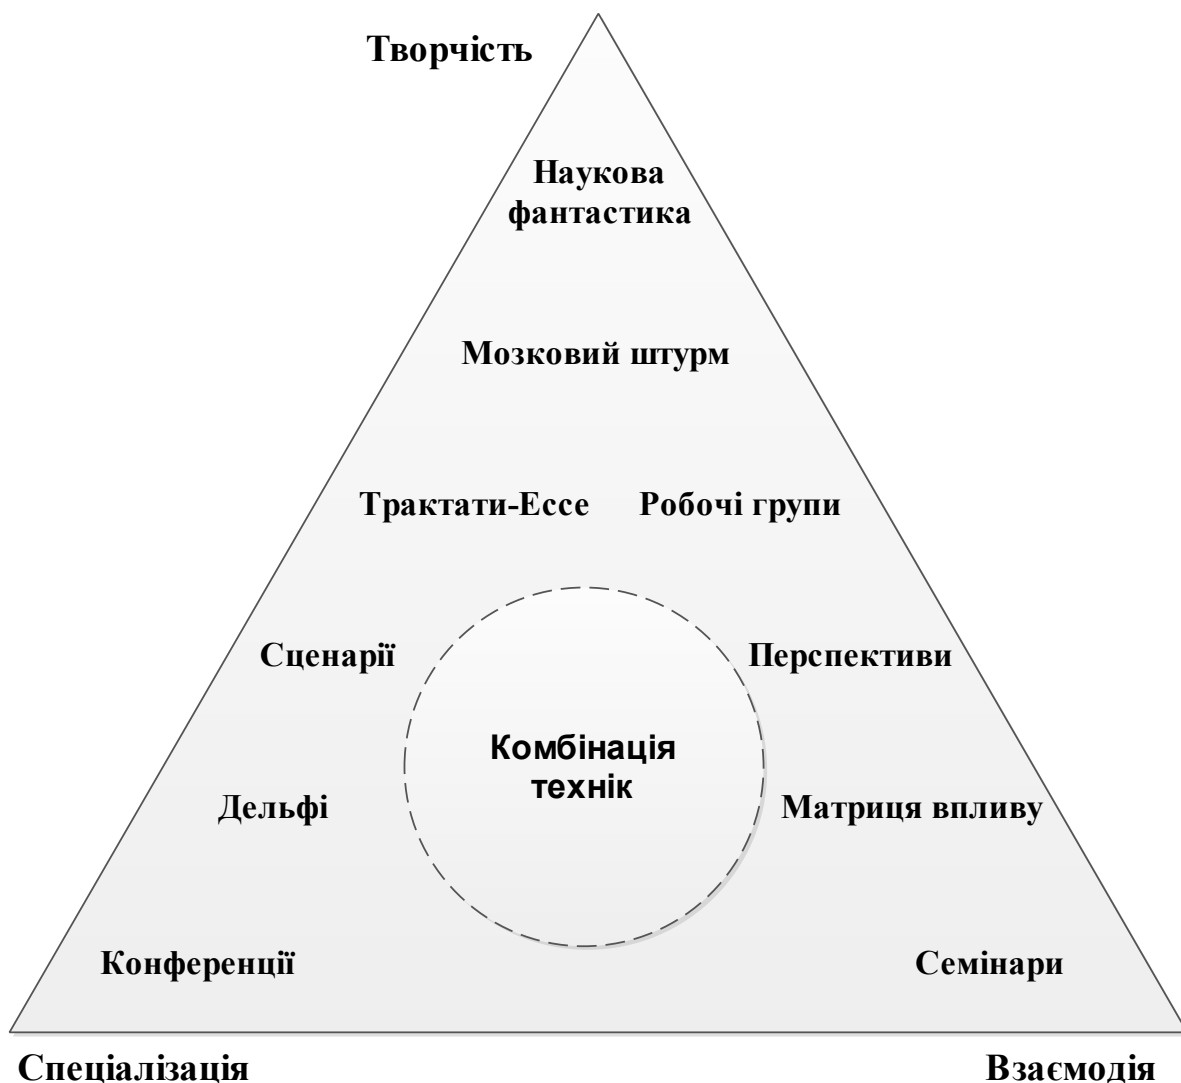 Творчість
Наукова
фантастика
Мозковий штурм
Трактати-Ессе Робочі групи
Сценарії Перспективи
Комбінація
технік
Дельфі Матриця впливу
Конференції Семінари
Спеціалізація Взаємодія